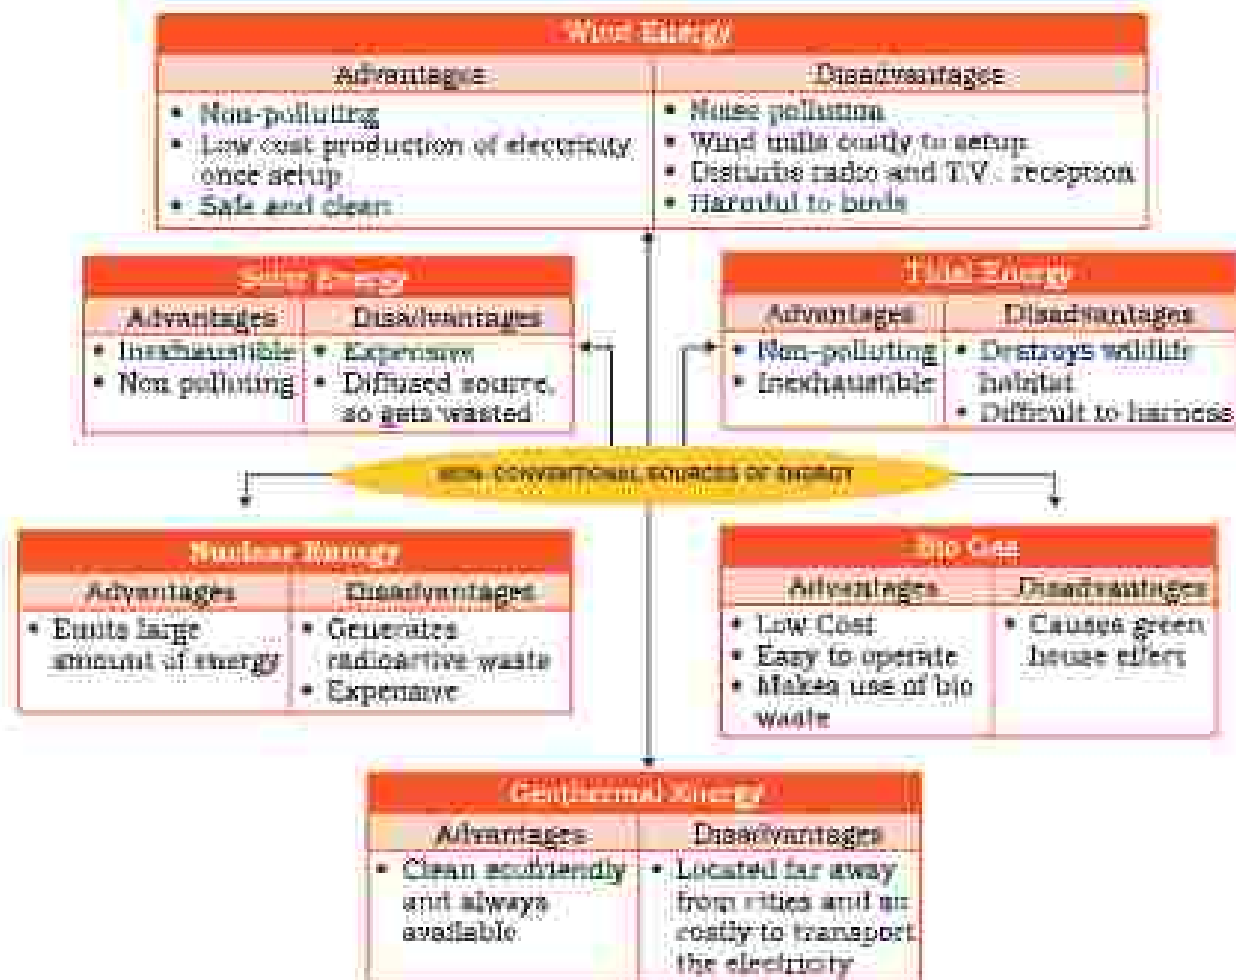 Wind Energy
Advantages
Disadvantages
• Non-polluting
• Low cost production of electricity
once setup
• Safe and clean
• Noise pollution
• Wind mills costly to setup
• Disturbs radio and T.V. reception
• Harmful to birds
Solar Energy
Advantages
Disadvantages
• Inexhaustible
• Non polluting
• Expensive
• Diffused source,
so gets wasted
Tidal Energy
Advantages
Disadvantages
• Non-polluting
• Inexhaustible
• Destroys wildlife
habitat
• Difficult to harness
NON-CONVENTIONAL SOURCES OF ENERGY
Nuclear Energy
Advantages
Disadvantages
• Emits large
amount of energy
• Generates
radioactive waste
• Expensive
Bio Gas
Advantages
Disadvantages
• Low Cost
• Easy to operate
• Makes use of bio
waste
• Causes green
house effect
Geothermal Energy
Advantages
Disadvantages
• Clean ecofriendly
and always
available
• Located far away
from cities and so
costly to transport
the electricity